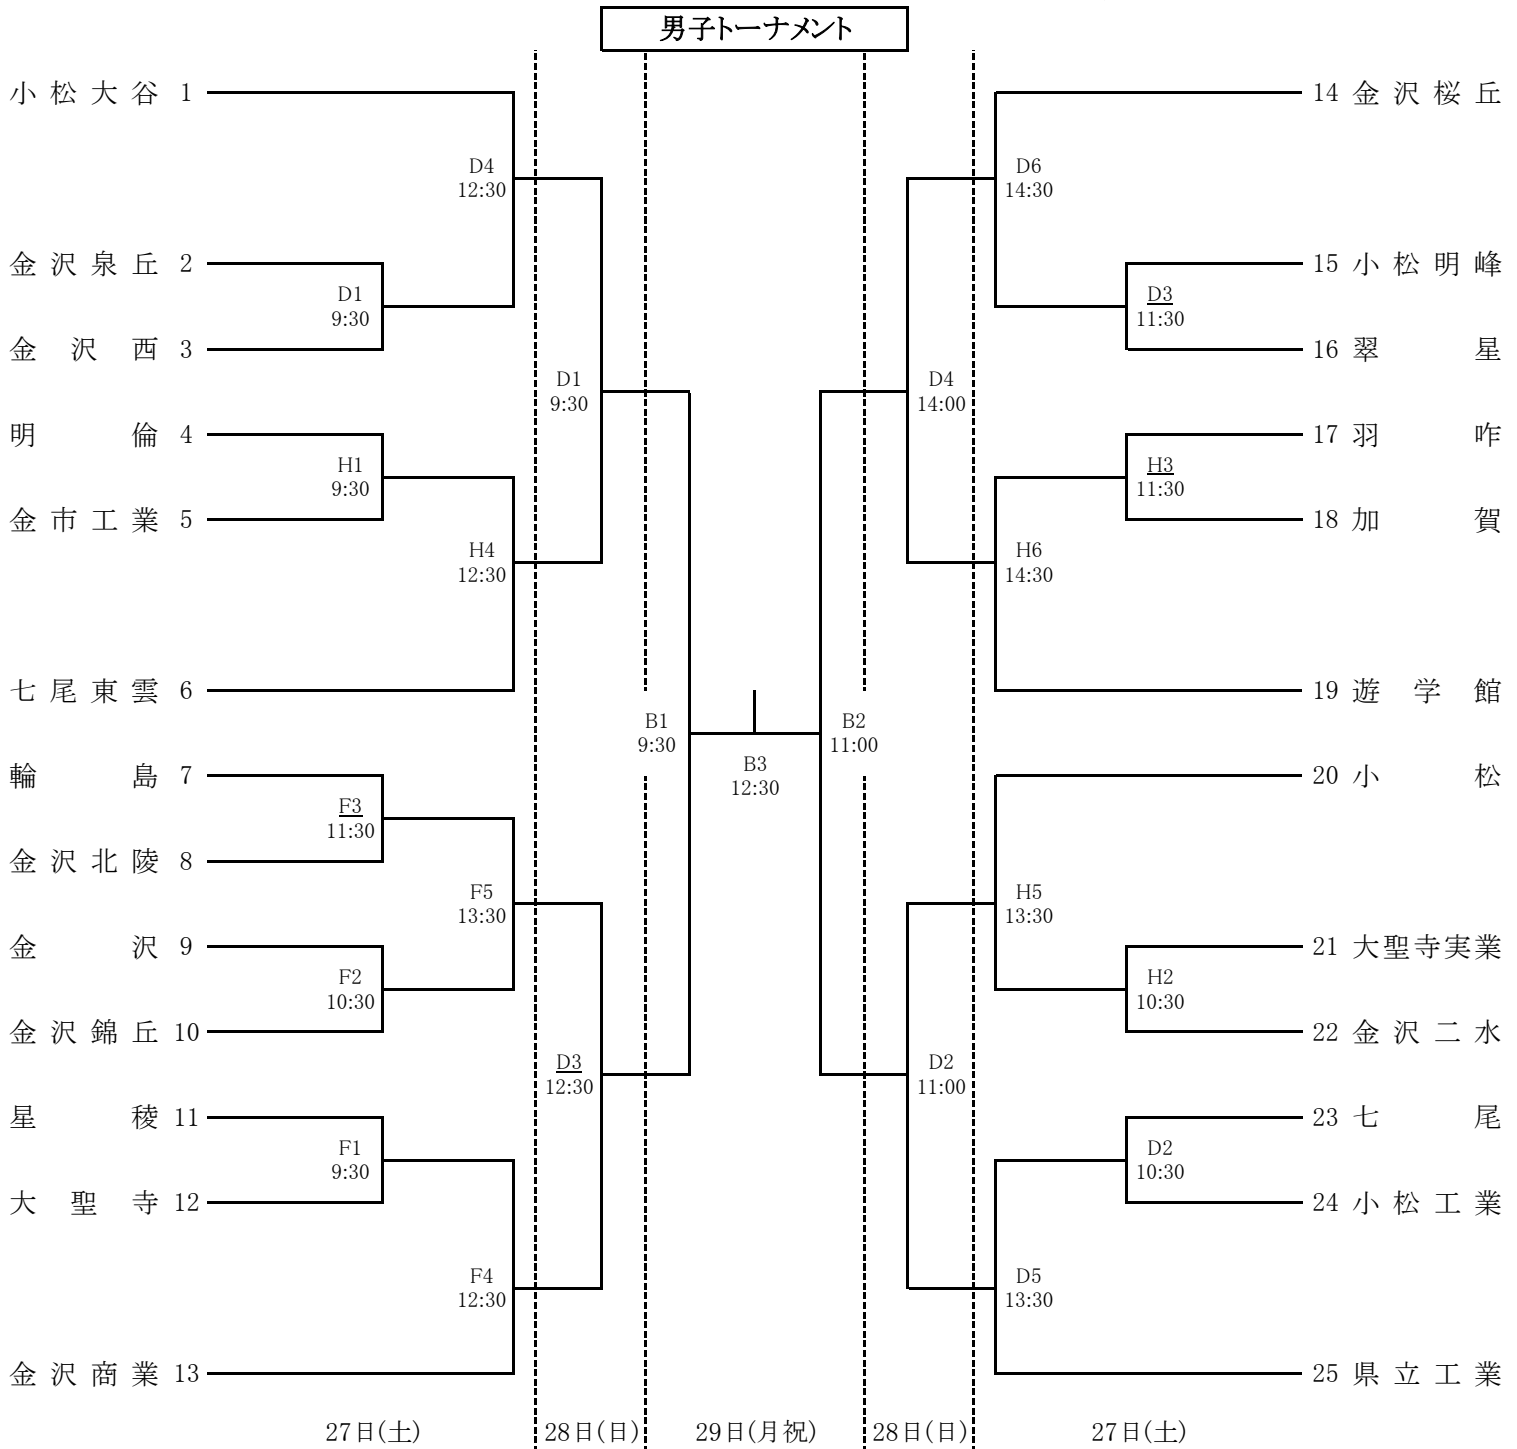 男子トーナメント
小松大谷 1
D4
12:30
金沢泉丘 2
D1
9:30
金沢西 3
D1
9:30
明倫 4
H1
9:30
金市工業 5
H4
12:30
七尾東雲 6
B1
9:30
輪島 7
F3
11:30
金沢北陵 8
F5
13:30
金沢 9
F2
10:30
金沢錦丘 10
D3
12:30
星稜 11
F1
9:30
大聖寺 12
F4
12:30
金沢商業 13
B3
12:30
14 金沢桜丘
D6
14:30
15 小松明峰
D3
11:30
16 翠星
D4
14:00
17 羽咋
H3
11:30
18 加賀
H6
14:30
19 遊学館
B2
11:00
20 小松
H5
13:30
21 大聖寺実業
H2
10:30
22 金沢二水
D2
11:00
23 七尾
D2
10:30
24 小松工業
D5
13:30
25 県立工業
27日(土) 28日(日) 29日(月祝) 28日(日) 27日(土)